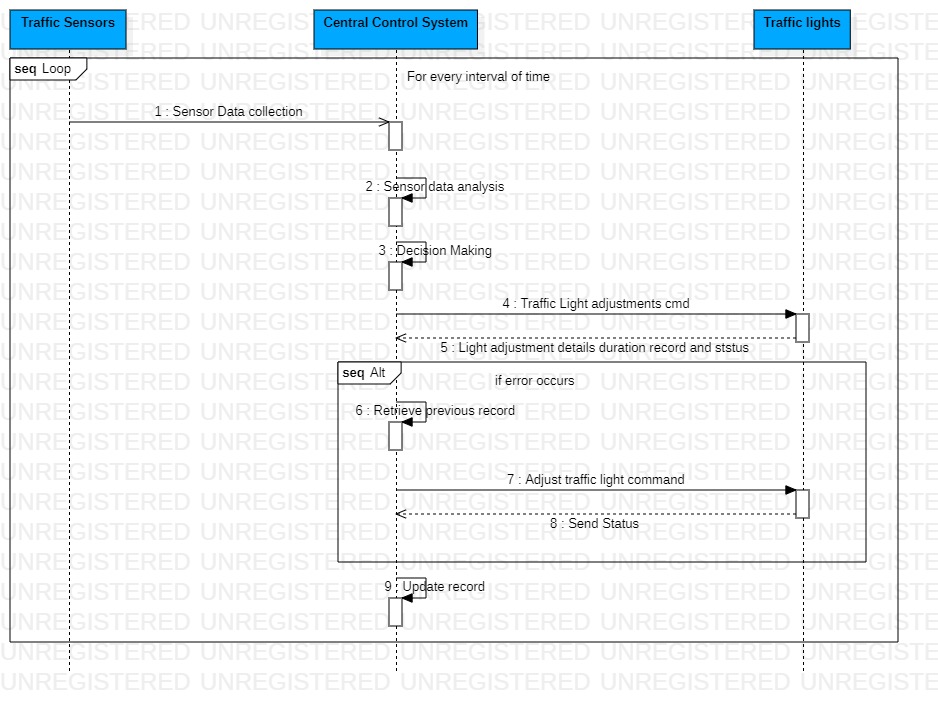 Traffic Sensors
Central Control System
Traffic lights
seq Loop
For every interval of time
1 : Sensor Data collection
2 : Sensor data analysis
3 : Decision Making
4 : Traffic Light adjustments cmd
5 : Light adjustment details duration record and ststus
seq Alt
if error occurs
6 : Retrieve previous record
7 : Adjust traffic light command
8 : Send Status
9 : Update record
UNREGISTERED UNREGISTERED UNREGISTERED UNREGISTERED UNREGISTE